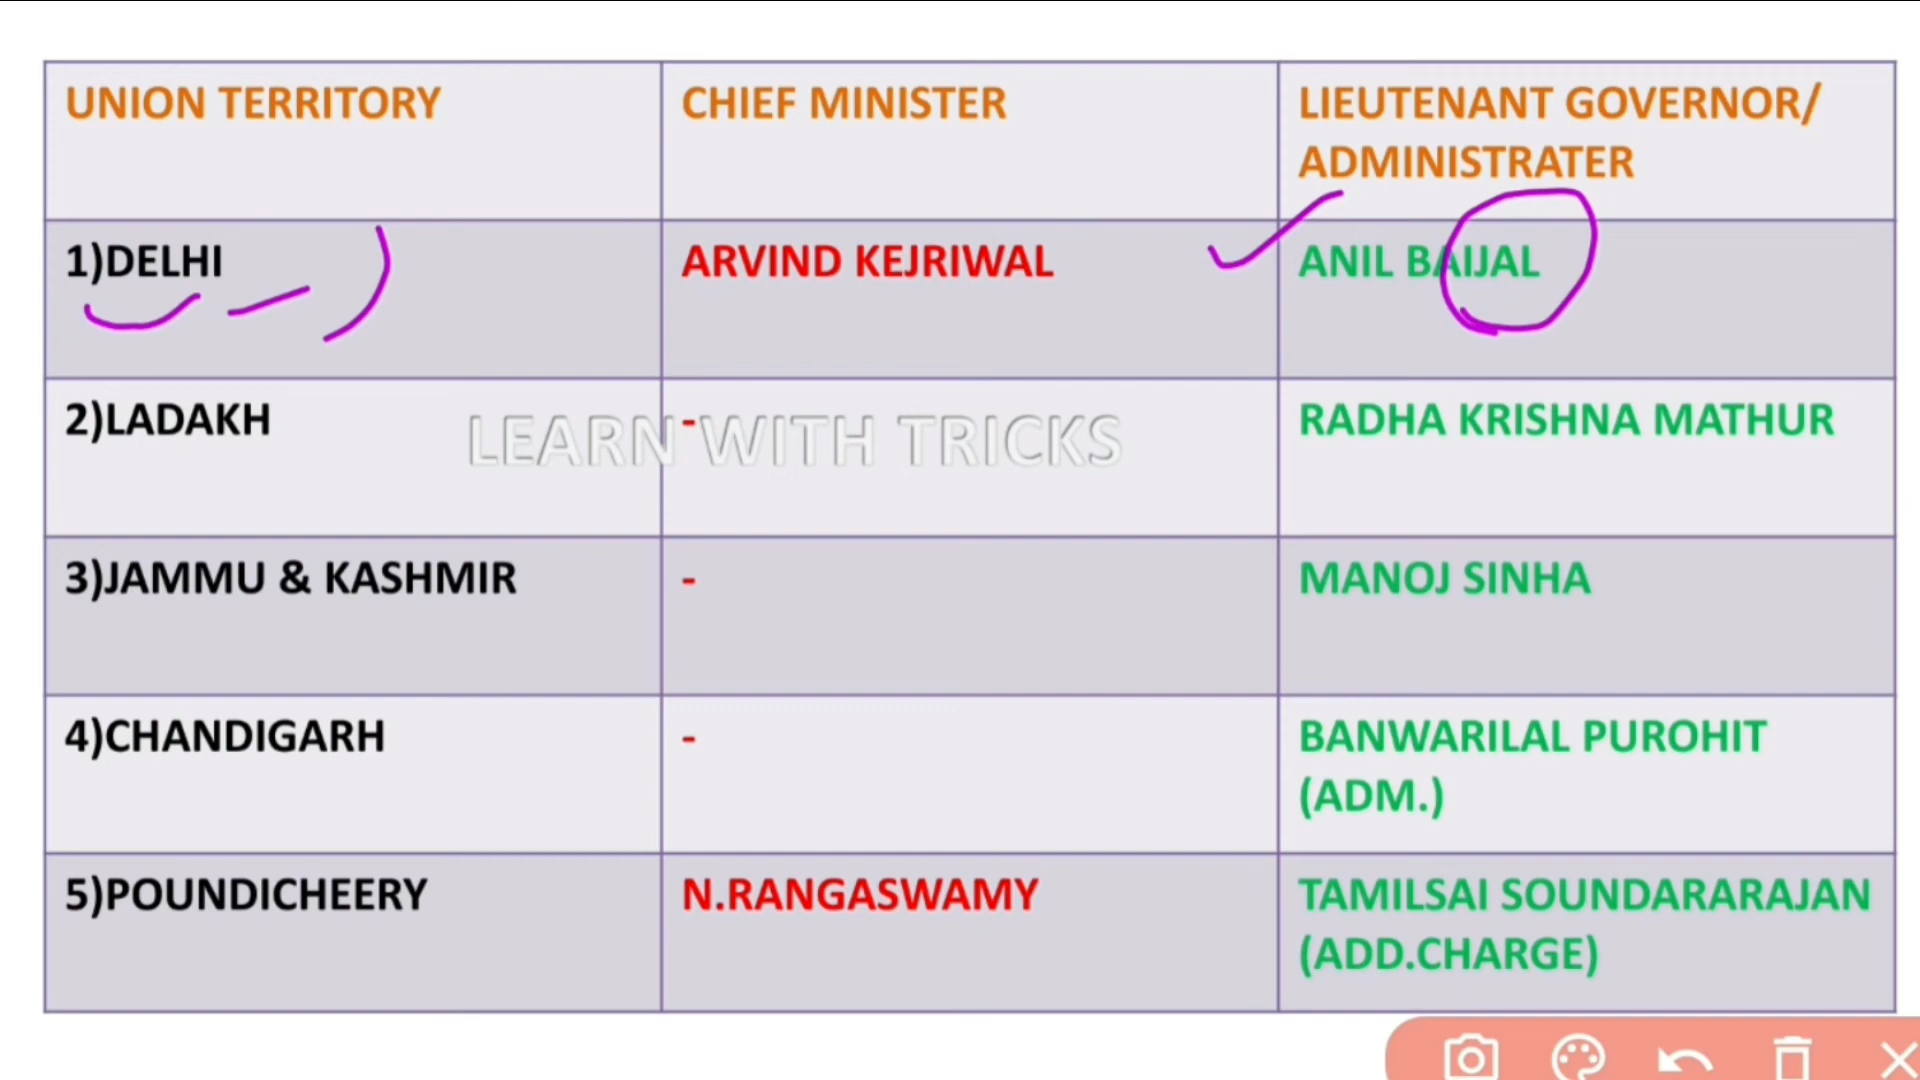 UNION TERRITORY
CHIEF MINISTER
LIEUTENANT GOVERNOR/
ADMINISTRATER
1)DELHI
ARVIND KEJRIWAL
ANIL BAIJAL
2)LADAKH
-
RADHA KRISHNA MATHUR
LEARN WITH TRICKS
3)JAMMU & KASHMIR
-
MANOJ SINHA
4)CHANDIGARH
-
BANWARILAL PUROHIT
(ADM.)
5)POUNDICHEERY
N.RANGASWAMY
TAMILSAI SOUNDARARAJAN
(ADD.CHARGE)